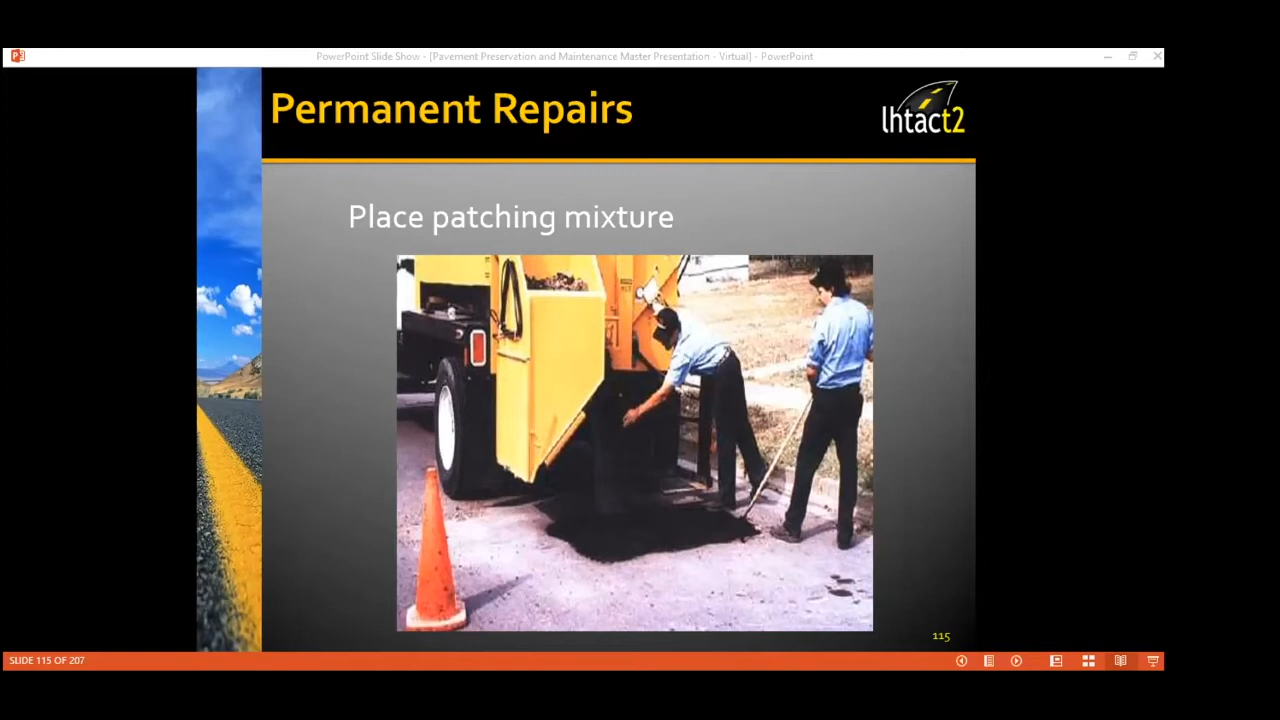 PowerPoint Slide Show - [Pavement Preservation and Maintenance Master Presentation - Virtual] - PowerPoint
Permanent Repairs
lhtact2
Place patching mixture
115
SLIDE 115 OF 207